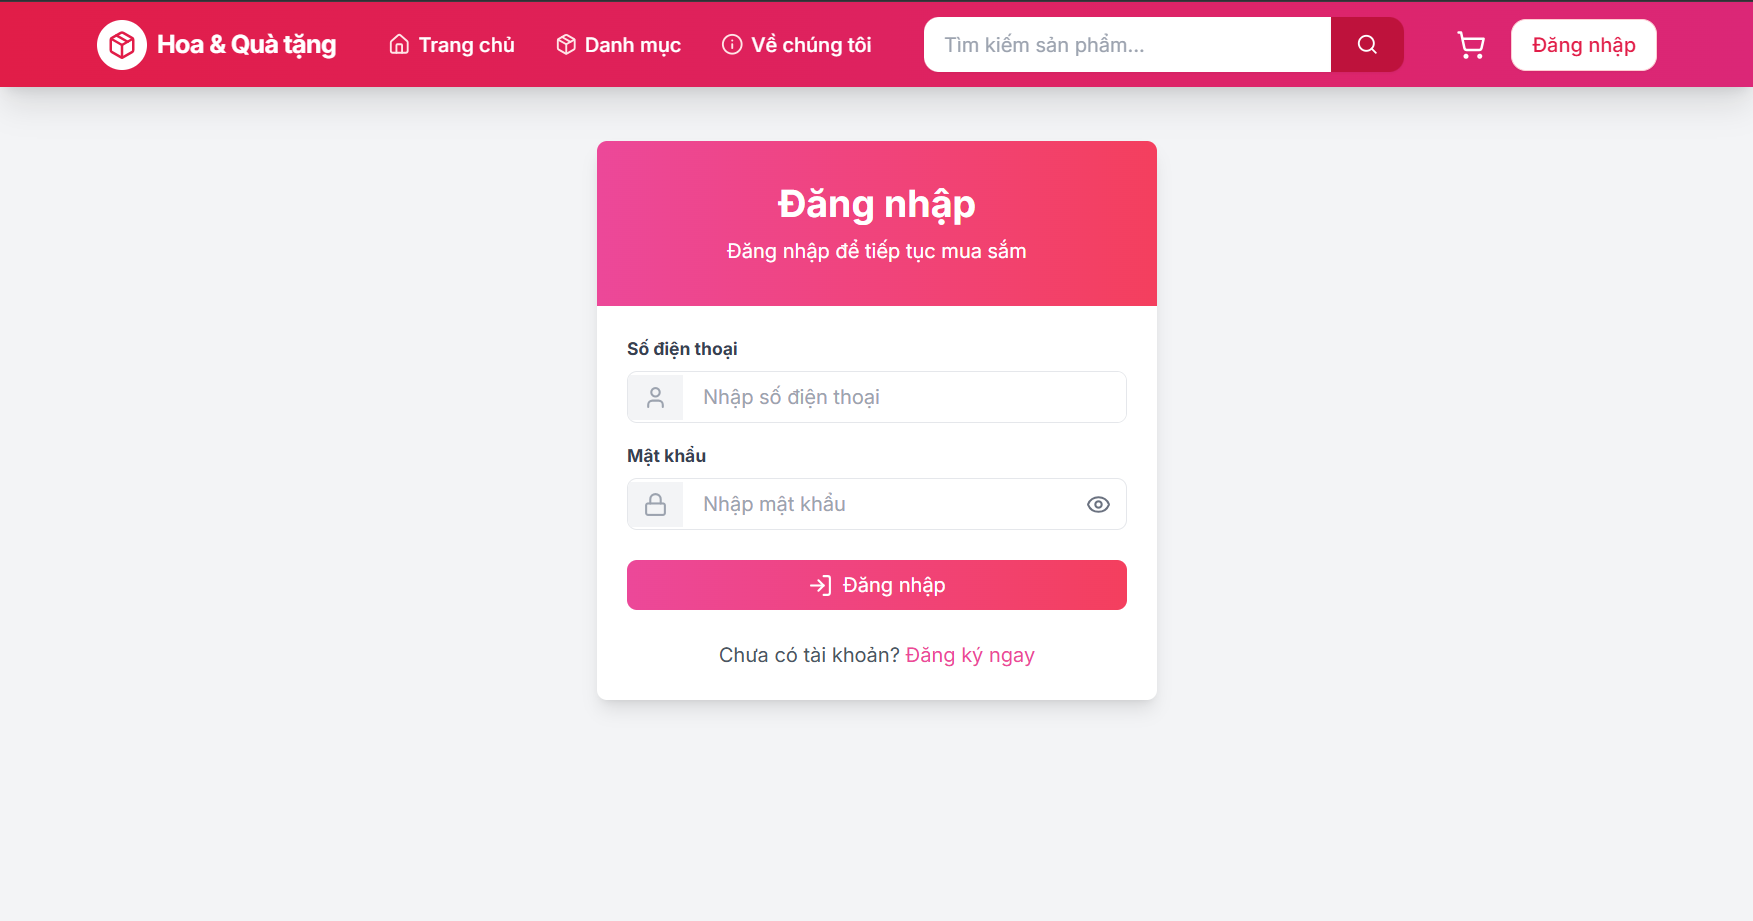 Hoa & Quà tặng
Trang chủ
Danh mục
Về chúng tôi
Tìm kiếm sản phẩm...
Đăng nhập
Đăng nhập
Đăng nhập để tiếp tục mua sắm
Số điện thoại
Nhập số điện thoại
Mật khẩu
Nhập mật khẩu
Đăng nhập
Chưa có tài khoản? Đăng ký ngay